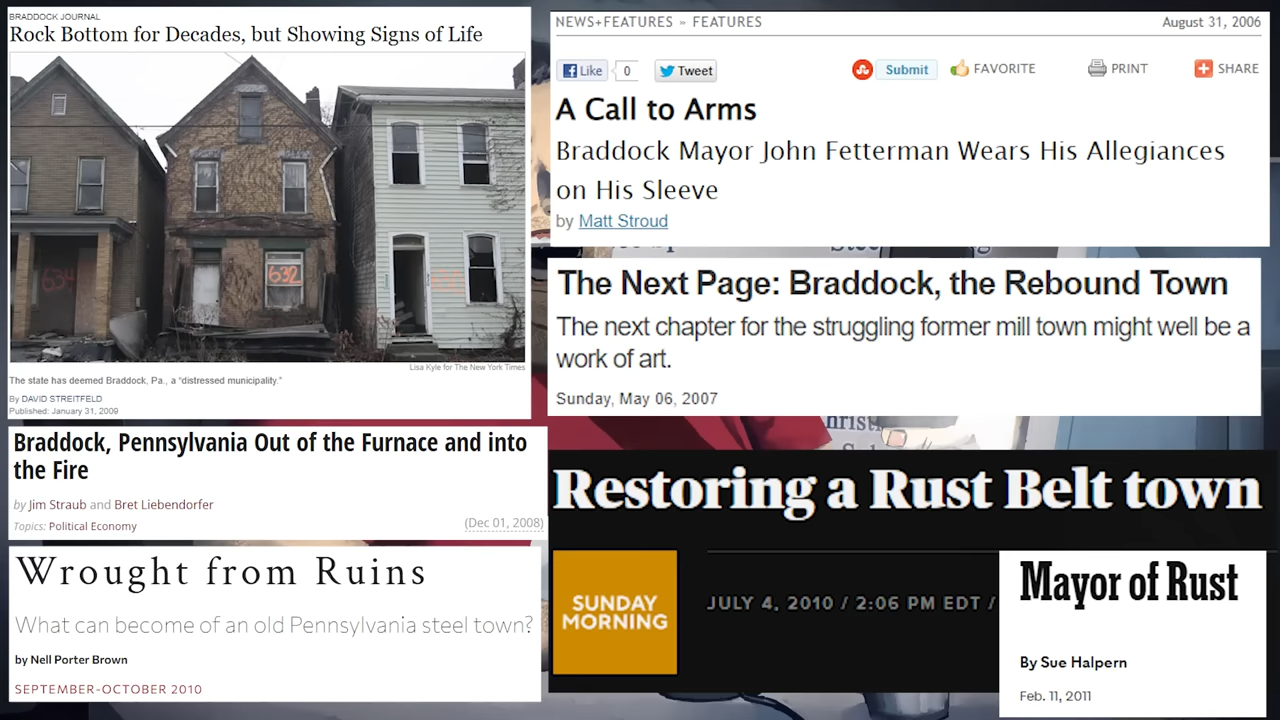 BRADDOCK JOURNAL
Rock Bottom for Decades, but Showing Signs of Life
634
632
Lisa Kyle for The New York Times
The state has deemed Braddock, Pa., a "distressed municipality."
By DAVID STREITFELD
Published: January 31, 2009
Braddock, Pennsylvania Out of the Furnace and into
the Fire
by Jim Straub and Bret Liebendorfer
Topics: Political Economy
(Dec 01, 2008)
Wrought from Ruins
What can become of an old Pennsylvania steel town?
by Nell Porter Brown
SEPTEMBER-OCTOBER 2010
NEWS+FEATURES » FEATURES
August 31, 2006
Like 0 Tweet Submit FAVORITE PRINT SHARE
A Call to Arms
Braddock Mayor John Fetterman Wears His Allegiances
on His Sleeve
by Matt Stroud
The Next Page: Braddock, the Rebound Town
The next chapter for the struggling former mill town might well be a
work of art.
Sunday, May 06, 2007
Restoring a Rust Belt town
SUNDAY
MORNING
JULY 4, 2010 / 2:06 PM EDT /
Mayor of Rust
By Sue Halpern
Feb. 11, 2011